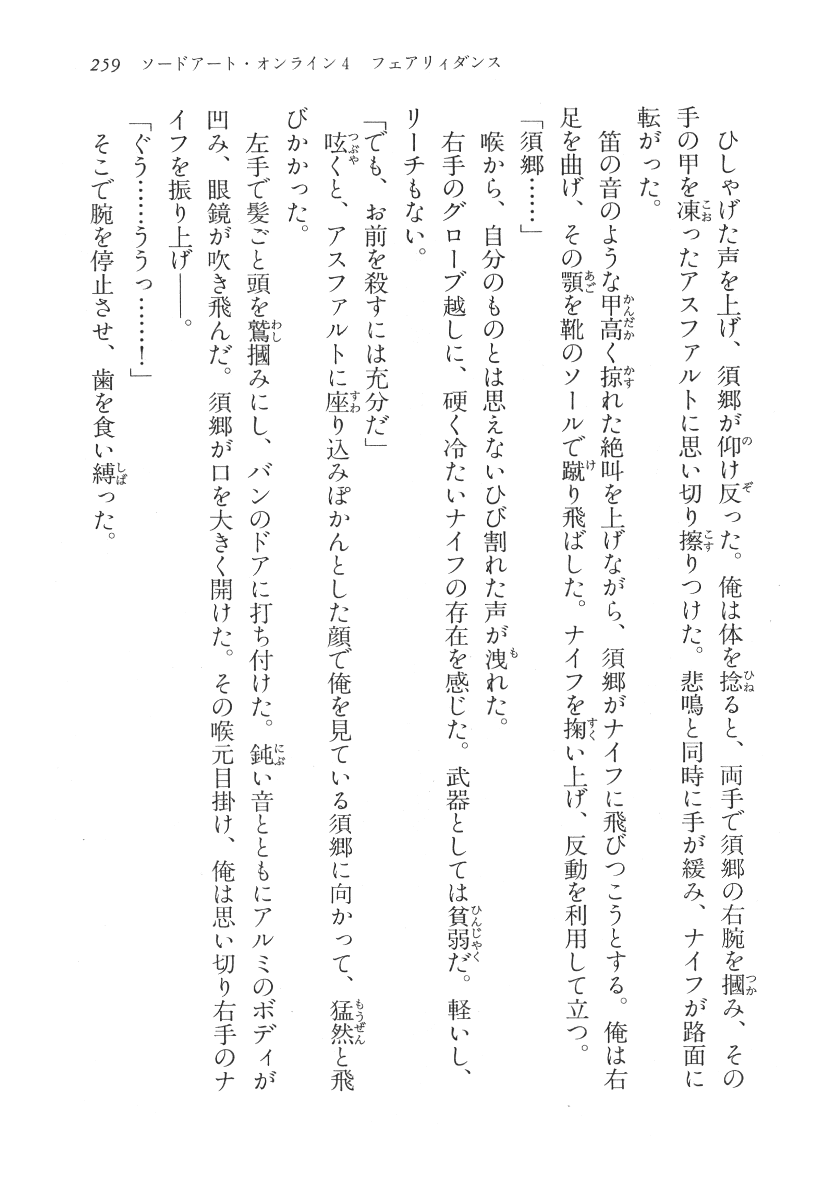 259　ソードアート・オンライン4　フェアリィダンス
　ひしゃげた声を上げ、須郷が仰け反った。俺は体を捻ると、両手で須郷の右腕を摑み、その
手の甲を凍ったアスファルトに思い切り擦りつけた。悲鳴と同時に手が緩み、ナイフが路面に
転がった。
　笛の音のような甲高く掠れた絶叫を上げながら、須郷がナイフに飛びつこうとする。俺は右
足を曲げ、その顎を靴のソールで蹴り飛ばした。ナイフを掬い上げ、反動を利用して立つ。
「須郷……」
　喉から、自分のものとは思えないひび割れた声が洩れた。
　右手のグローブ越しに、硬く冷たいナイフの存在を感じた。武器としては貧弱だ。軽いし、
リーチもない。
「でも、お前を殺すには充分だ」
　呟くと、アスファルトに座り込みぽかんとした顔で俺を見ている須郷に向かって、猛然と飛
びかかった。
　左手で髪ごと頭を鷲摑みにし、バンのドアに打ち付けた。鈍い音とともにアルミのボディが
凹み、眼鏡が吹き飛んだ。須郷が口を大きく開けた。その喉元目掛け、俺は思い切り右手のナ
イフを振り上げ――。
「ぐう……ううっ……！」
　そこで腕を停止させ、歯を食い縛った。